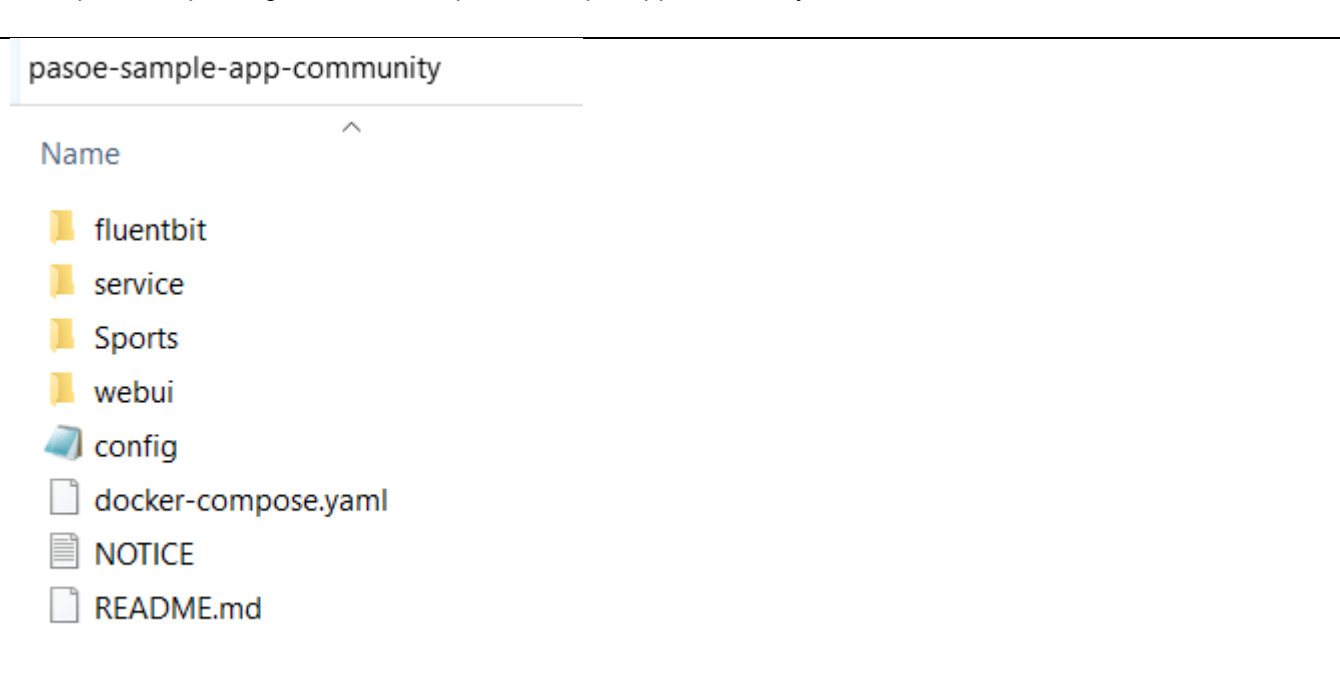 pasoe-sample-app-community
Name
fluentbit
service
Sports
webui
config
docker-compose.yaml
NOTICE
README.md